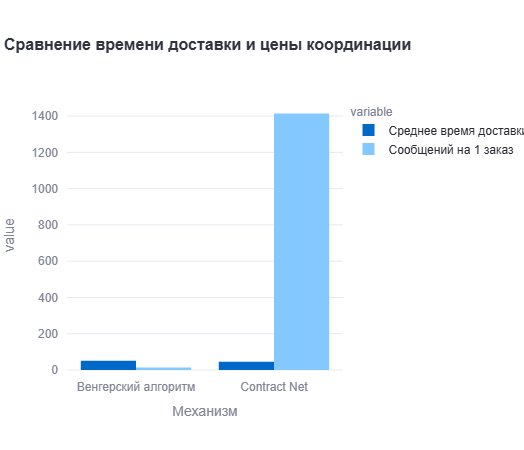 Сравнение времени доставки и цены координации
variable
Среднее время доставки
Сообщений на 1 заказ
1400
1200
1000
800
600
400
200
0
value
Венгерский алгоритм
Contract Net
Механизм